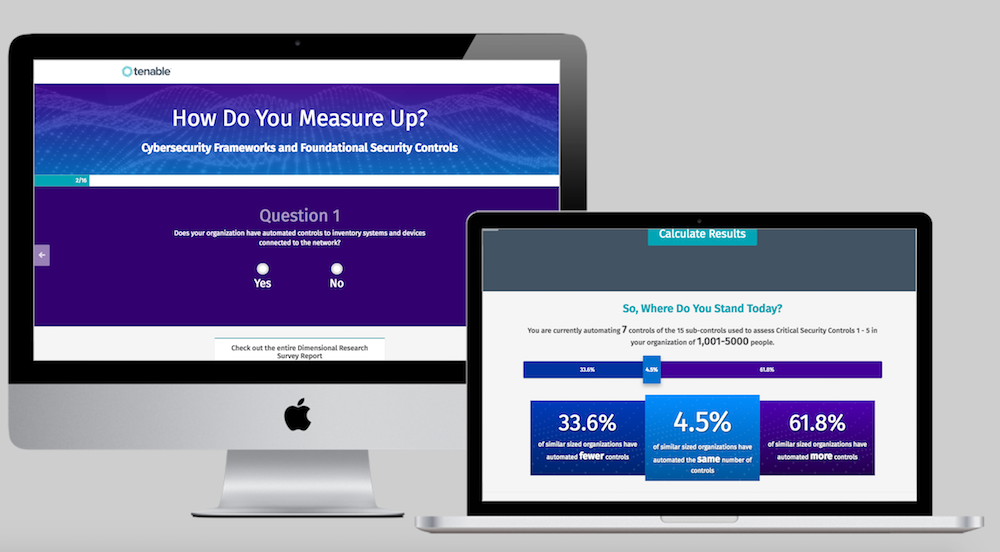 tenable
How Do You Measure Up?
Cybersecurity Frameworks and Foundational Security Controls
2/16
Question 1
Does your organization have automated controls to inventory systems and devices
connected to the network?
Yes
No
Check out the entire Dimensional Research
Survey Report
Calculate Results
So, Where Do You Stand Today?
You are currently automating 7 controls of the 15 sub-controls used to assess Critical Security Controls 1 - 5 in
your organization of 1,001-5000 people.
33.6%
4.5%
61.8%
33.6%
of similar sized organizations have
automated fewer controls
4.5%
of similar sized organizations have
automated the same number of
controls
61.8%
of similar sized organizations have
automated more controls